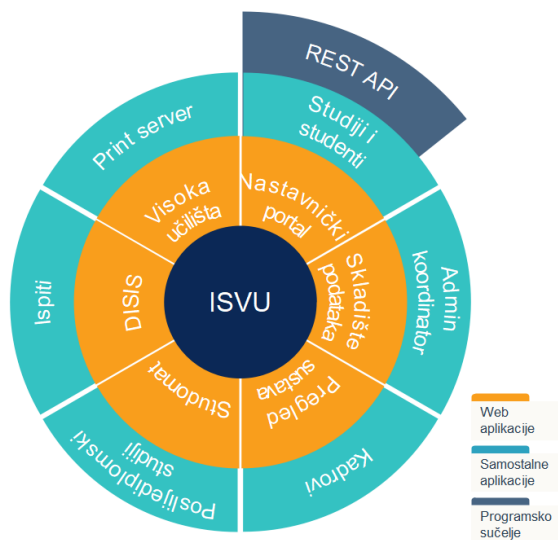 REST API
Studiji i
studenti
Print server
Visoka
učilišta
Nastavnički
portal
Skladište
podataka
Admin
koordinator
Ispiti
DISIS
ISVU
Studomat
Pregled
sustava
Poslijediplomski
studiji
Kadrovi
Web
aplikacije
Samostalne
aplikacije
Programsko
sučelje